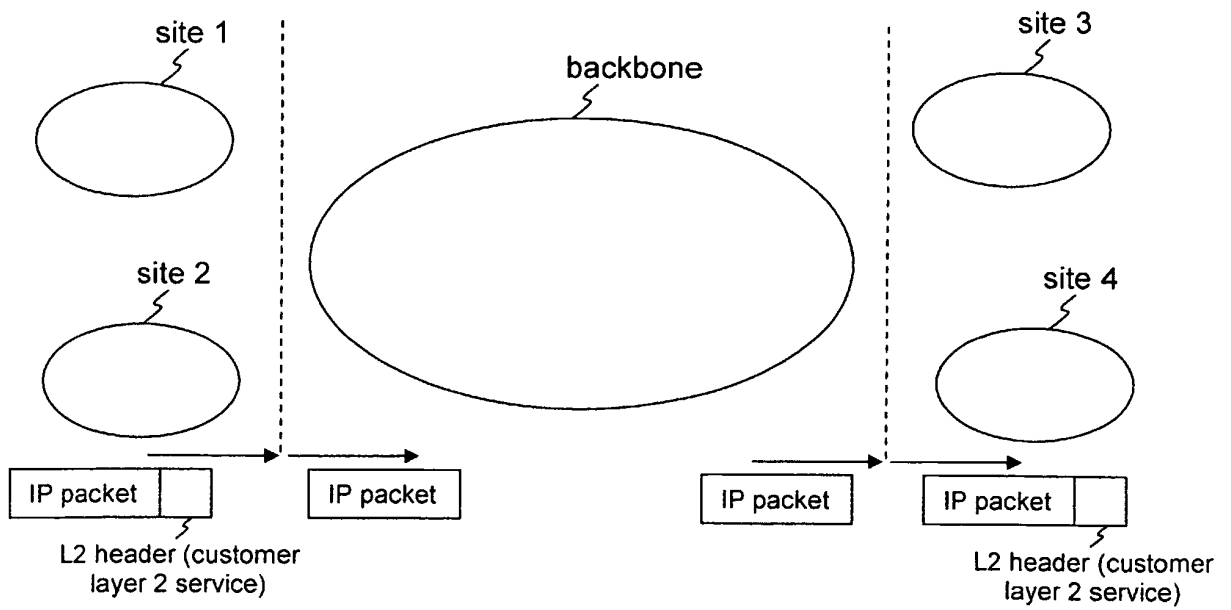 site 1
site 3
backbone
site 2
site 4
IP packet
IP packet
IP packet
IP packet
L2 header (customer
layer 2 service)
L2 header (customer
layer 2 service)